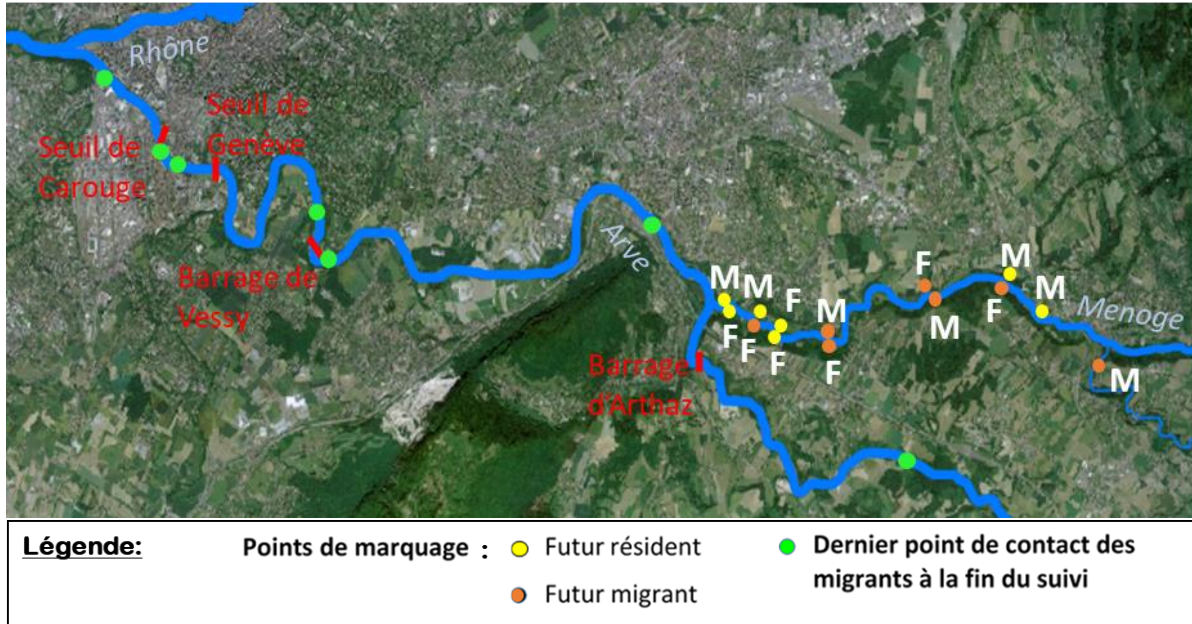 Rhône
Seuil de
Genève
Seuil de
Carouge
Barrage de
Vessy
Arve
Barrage
d'Arthaz
M
M
F
F
F
F
M
F
F
M
M
F
M
M
Menoge
Légende:
Points de marquage :
Futur résident
Futur migrant
Dernier point de contact des
migrants à la fin du suivi